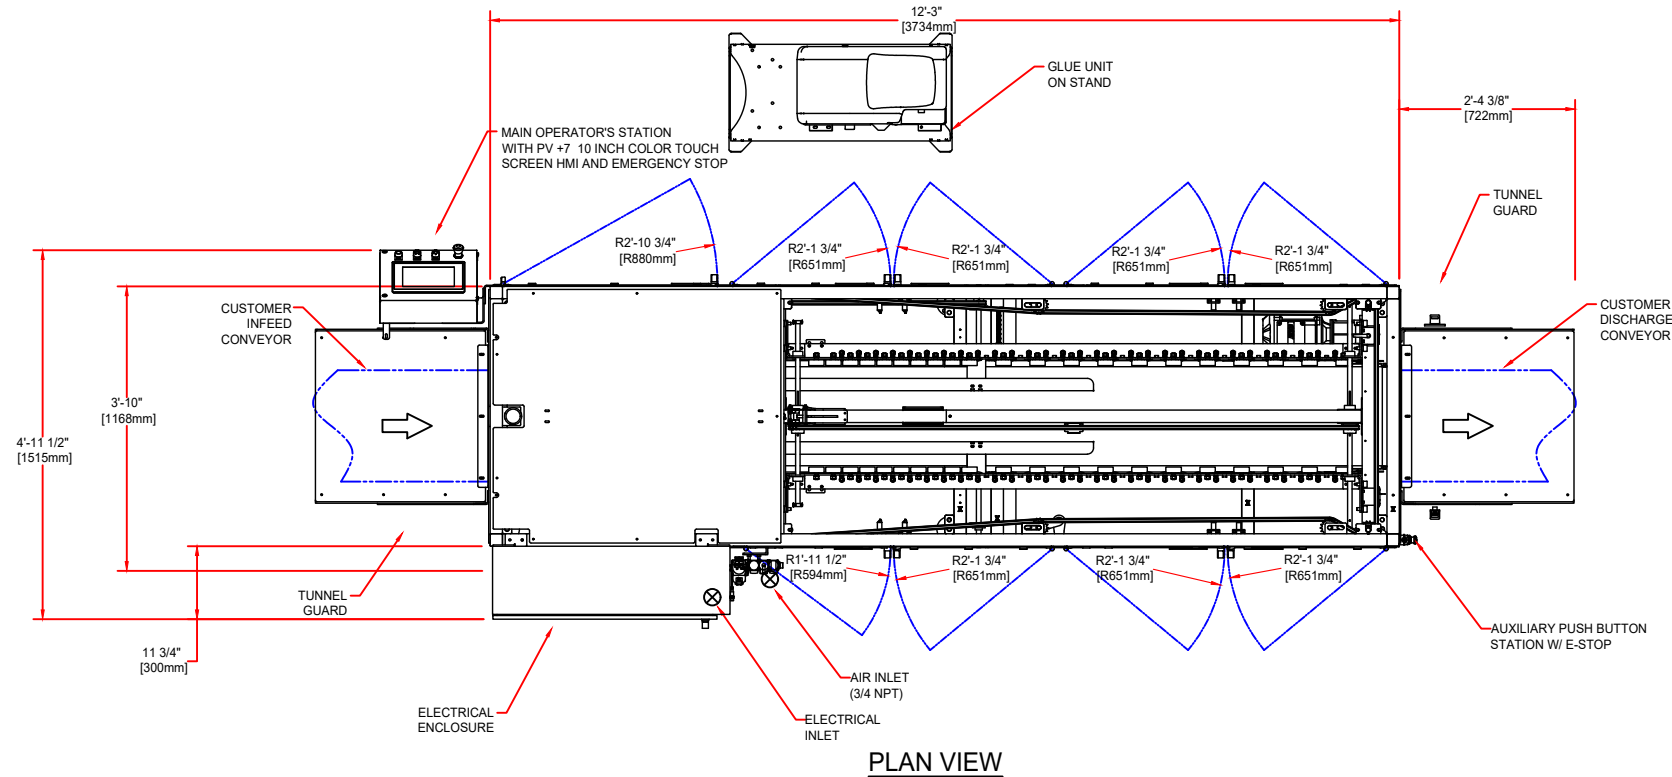 12'-3"
[3734mm]
GLUE UNIT
ON STAND
2'-4 3/8"
[722mm]
MAIN OPERATOR'S STATION
WITH PV +7 10 INCH COLOR TOUCH
SCREEN HMI AND EMERGENCY STOP
TUNNEL
GUARD
R2'-10 3/4"
[R880mm]
R2'-1 3/4"
[R651mm]
R2'-1 3/4"
[R651mm]
R2'-1 3/4"
[R651mm]
R2'-1 3/4"
[R651mm]
CUSTOMER
INFEED
CONVEYOR
CUSTOMER
DISCHARGE
CONVEYOR
3'-10"
[1168mm]
4'-11 1/2"
[1515mm]
R1'-11 1/2"
[R594mm]
R2'-1 3/4"
[R651mm]
R2'-1 3/4"
[R651mm]
R2'-1 3/4"
[R651mm]
TUNNEL
GUARD
11 3/4"
[300mm]
AUXILIARY PUSH BUTTON
STATION W/ E-STOP
AIR INLET
(3/4 NPT)
ELECTRICAL
ENCLOSURE
ELECTRICAL
INLET
PLAN VIEW